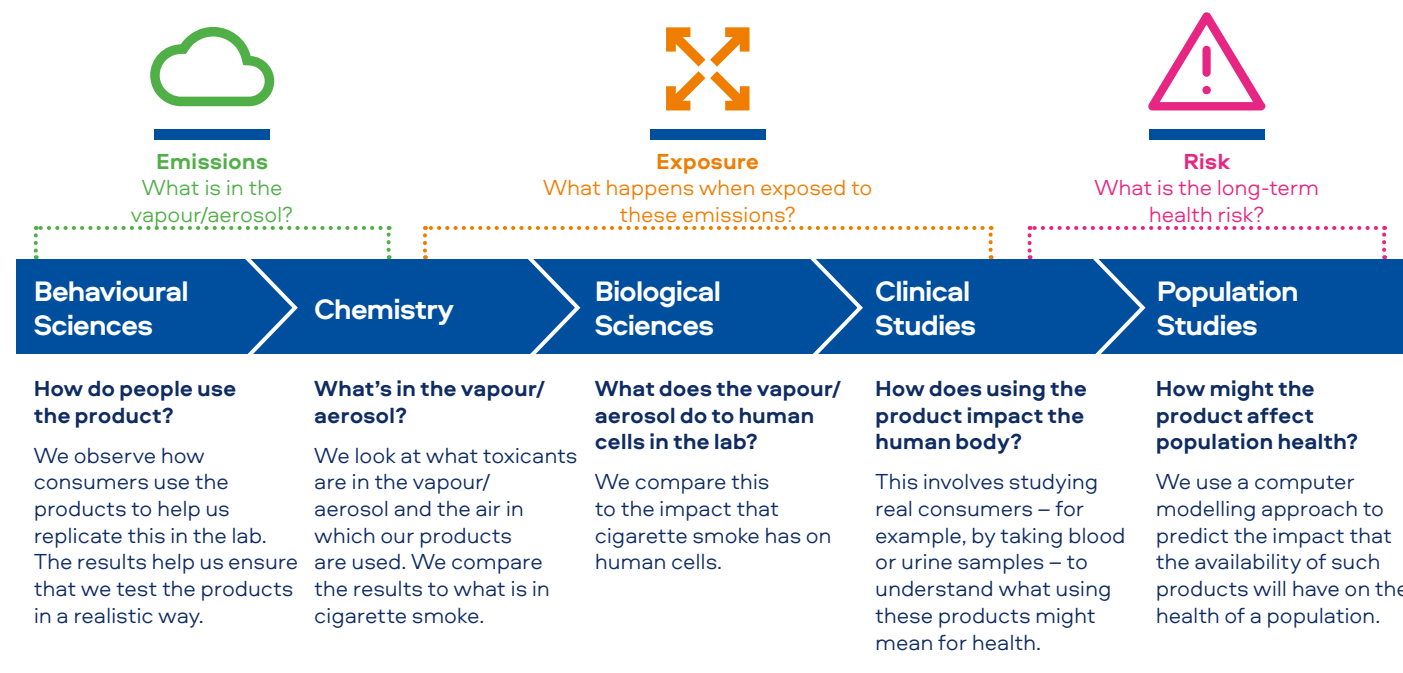 Emissions
What is in the
vapour/aerosol?
Exposure
What happens when exposed to
these emissions?
Risk
What is the long-term
health risk?
Behavioural
Sciences
Chemistry
Biological
Sciences
Clinical
Studies
Population
Studies
How do people use
the product?
We observe how
consumers use the
products to help us
replicate this in the lab.
The results help us ensure
that we test the products
in a realistic way.
What's in the vapour/
aerosol?
We look at what toxicants
are in the vapour/
aerosol and the air in
which our products
are used. We compare
the results to what is in
cigarette smoke.
What does the vapour/
aerosol do to human
cells in the lab?
We compare this
to the impact that
cigarette smoke has on
human cells.
How does using the
product impact the
human body?
This involves studying
real consumers – for
example, by taking blood
or urine samples – to
understand what using
these products might
mean for health.
How might the
product affect
population health?
We use a computer
modelling approach to
predict the impact that
the availability of such
products will have on the
health of a population.